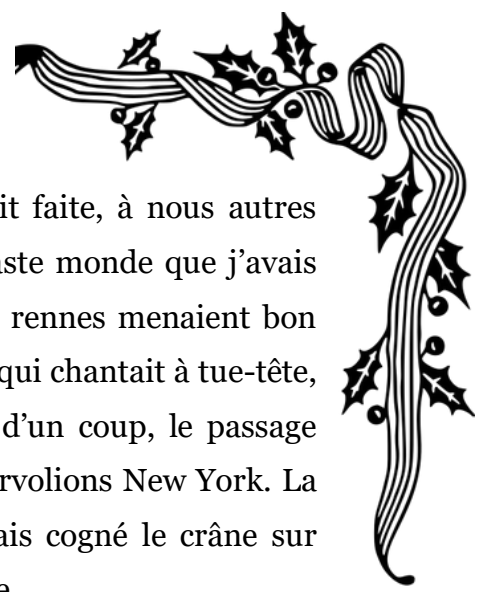 it faite, à nous autres
aste monde que j’avais
rennes menaient bon
qui chantait à tue-tête,
d’un coup, le passage
rvolions New York. La
ais cogné le crâne sur